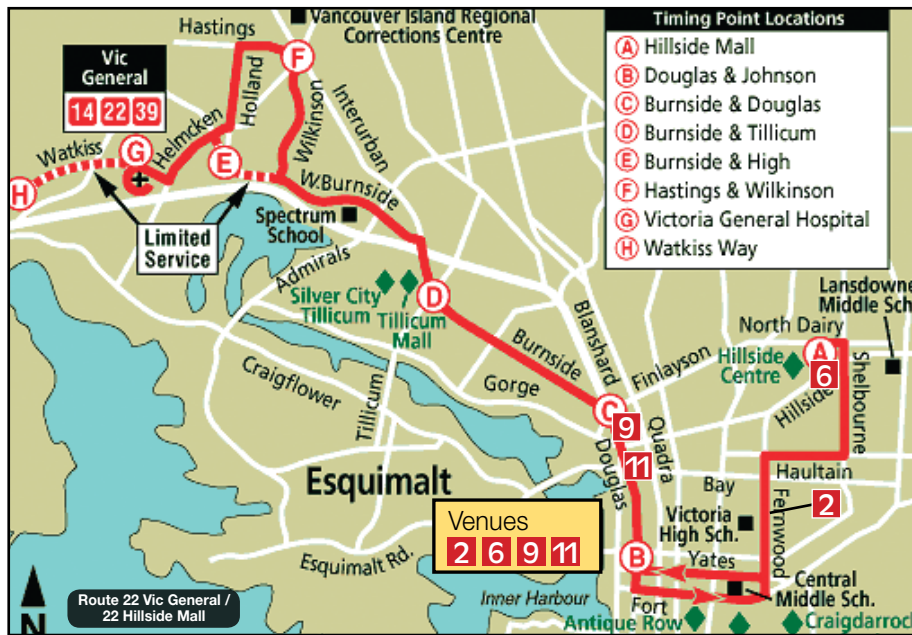 Hastings
Vancouver Island Regional
Corrections Centre
Vic
General
14 22 39
F
Holland
Helmcken
Wilkinson
Interurban
Watkiss
G
E
H
W.Burnside
Limited
Service
Spectrum
School
Admirals
Silver City
Tillicum
Tillicum
Mall
D
Craigflower
Tillicum
Gorge
Burnside
Blanshard
Finlayson
C
9
11
Douglas
Quadra
Esquimalt
Esquimalt Rd.
Venues
2 6 9 11
Timing Point Locations
A Hillside Mall
B Douglas & Johnson
C Burnside & Douglas
D Burnside & Tillicum
E Burnside & High
F Hastings & Wilkinson
G Victoria General Hospital
H Watkiss Way
Lansdowne
Middle Sch.
North Dairy
A
6
Hillside
Centre
Hillside
Shelbourne
Haultain
Bay
Fernwood
2
Victoria
High Sch.
B
Yates
Central
Middle Sch.
Fort
Inner Harbour
Antique Row
Craigdarroch
N
Route 22 Vic General /
22 Hillside Mall